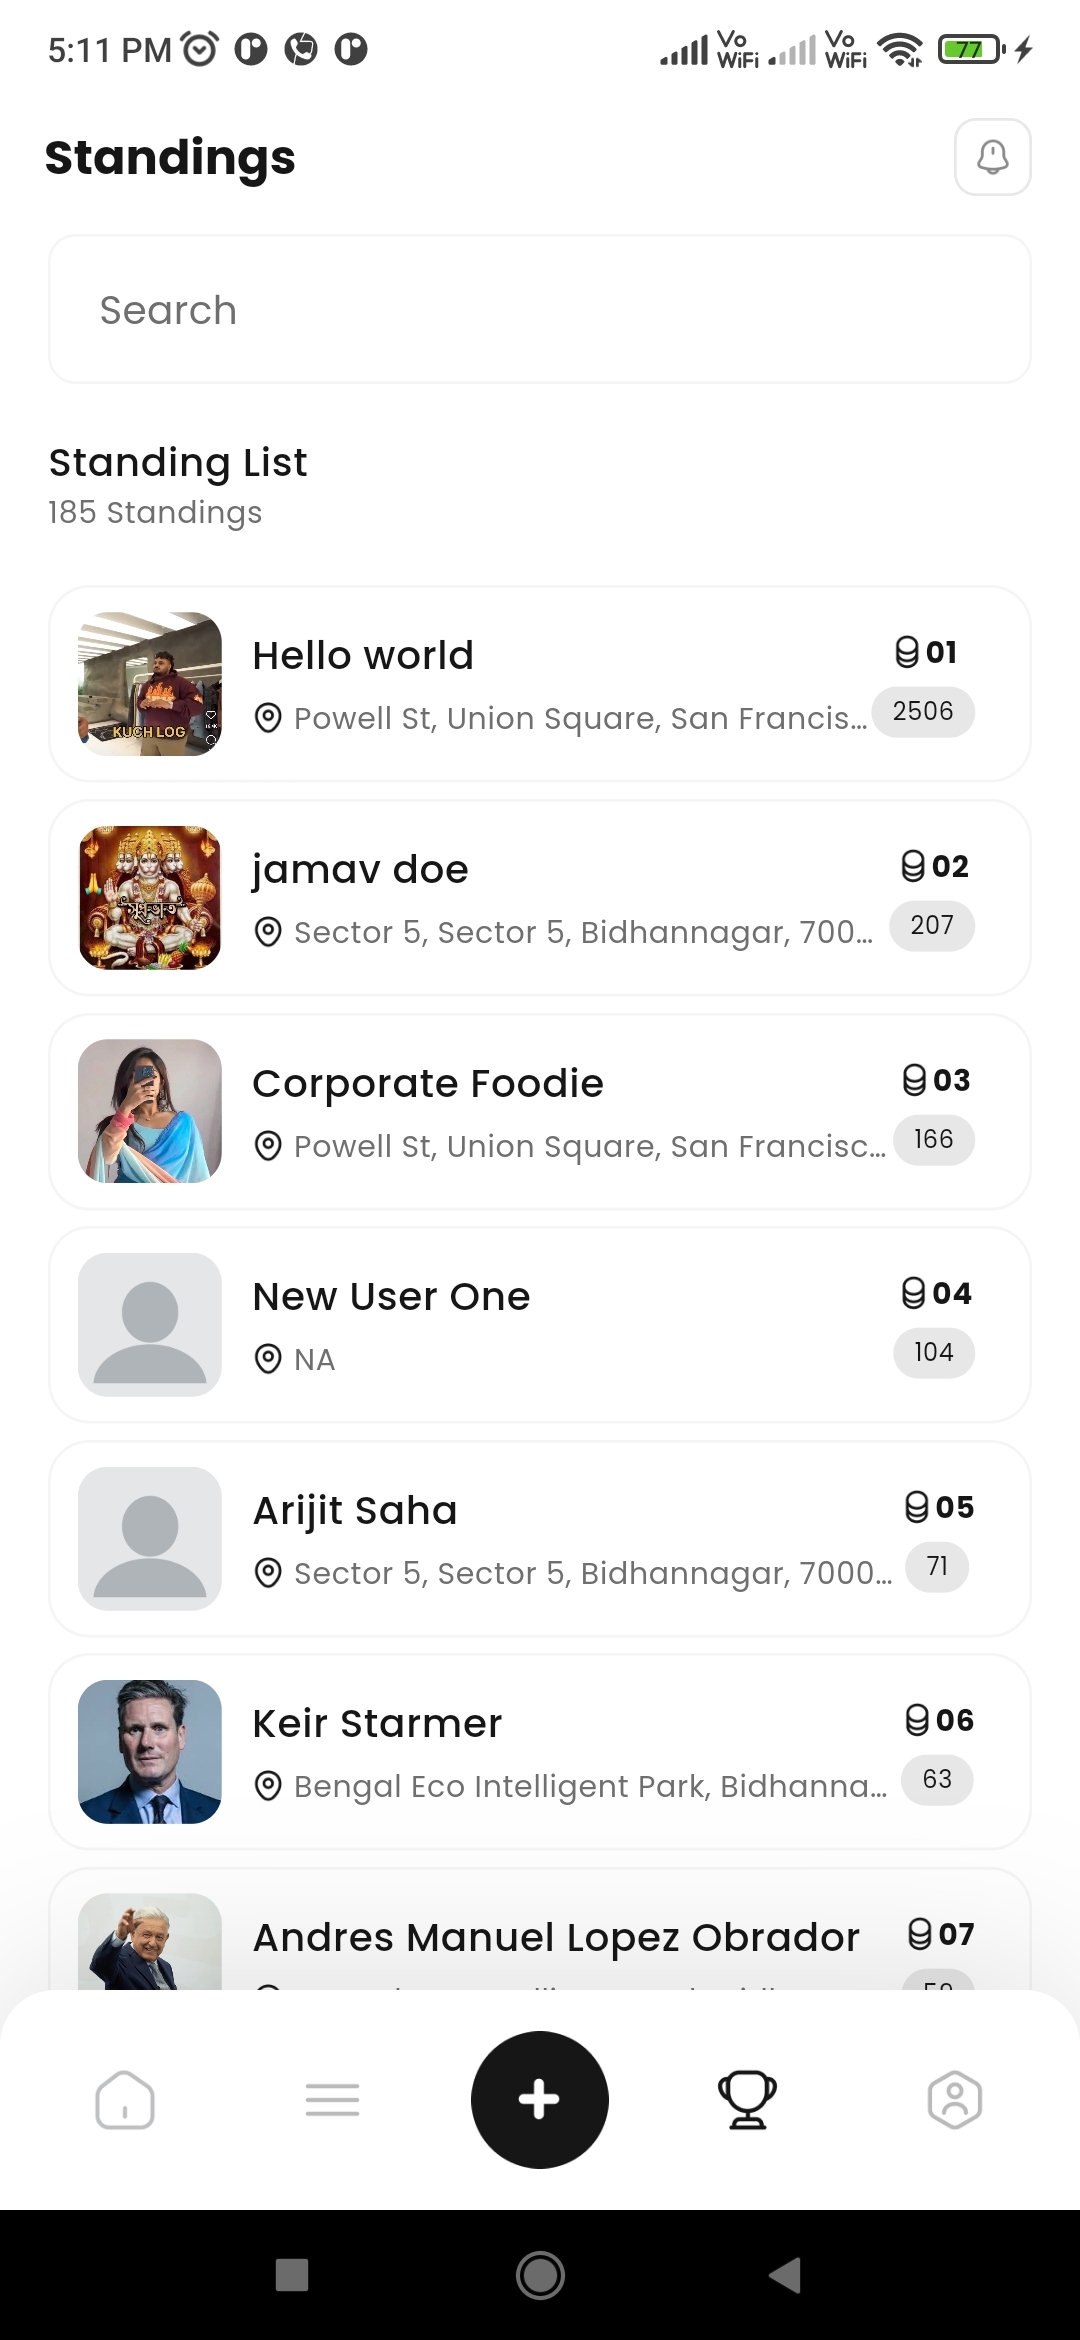 5:11 PM
Vo WiFi
Vo WiFi
77
Standings
Search
Standing List
185 Standings
KUCH LOG
Hello world
01
Powell St, Union Square, San Francis...
2506
সুপ্রভাত
jamav doe
02
Sector 5, Sector 5, Bidhannagar, 700...
207
Corporate Foodie
03
Powell St, Union Square, San Francisc...
166
New User One
04
NA
104
Arijit Saha
05
Sector 5, Sector 5, Bidhannagar, 7000...
71
Keir Starmer
06
Bengal Eco Intelligent Park, Bidhanna...
63
Andres Manuel Lopez Obrador
07